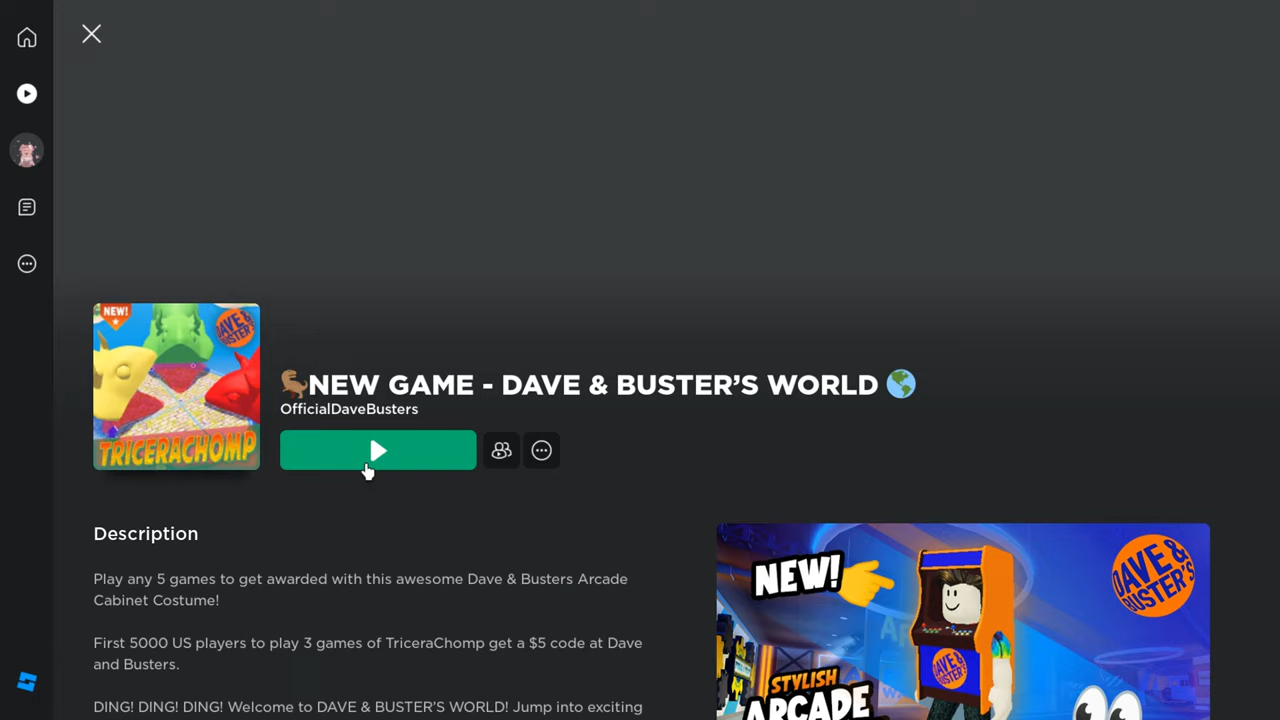 NEW!
DAVE & BUSTER'S
TRICERACHOMP
🦖NEW GAME - DAVE & BUSTER’S WORLD 🌎
OfficialDaveBusters
Description
Play any 5 games to get awarded with this awesome Dave & Busters Arcade
Cabinet Costume!
First 5000 US players to play 3 games of TriceraChomp get a $5 code at Dave
and Busters.
DING! DING! DING! Welcome to DAVE & BUSTER’S WORLD! Jump into exciting
NEW!
DAVE & BUSTER'S
DAVE & BUSTER'S
STYLISH
ARCADE